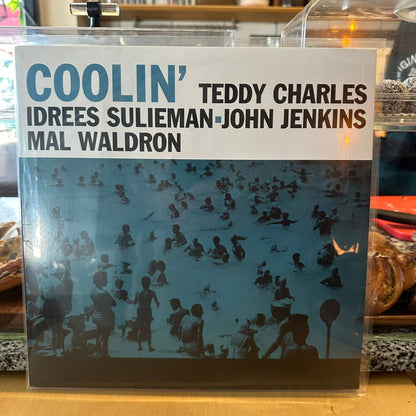 COOLIN' TEDDY CHARLES
IDREES SULIEMAN▪JOHN JENKINS
MAL WALDRON